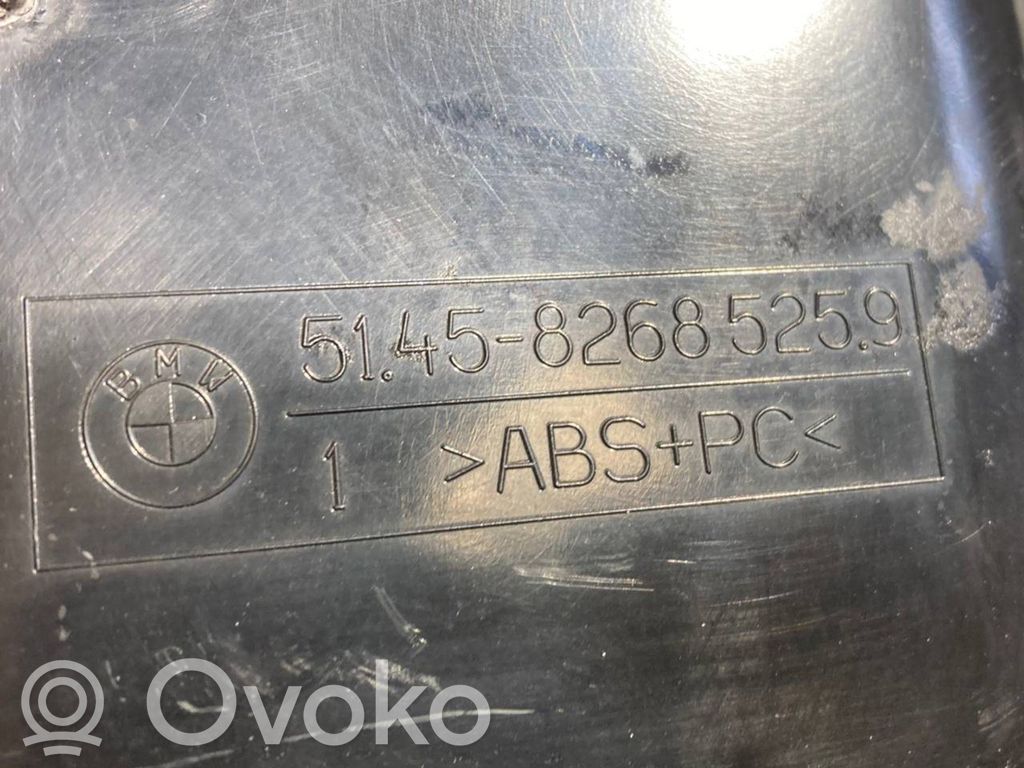 BMW
51.45-8268 525.9
1 >ABS+PC<
Ovoko